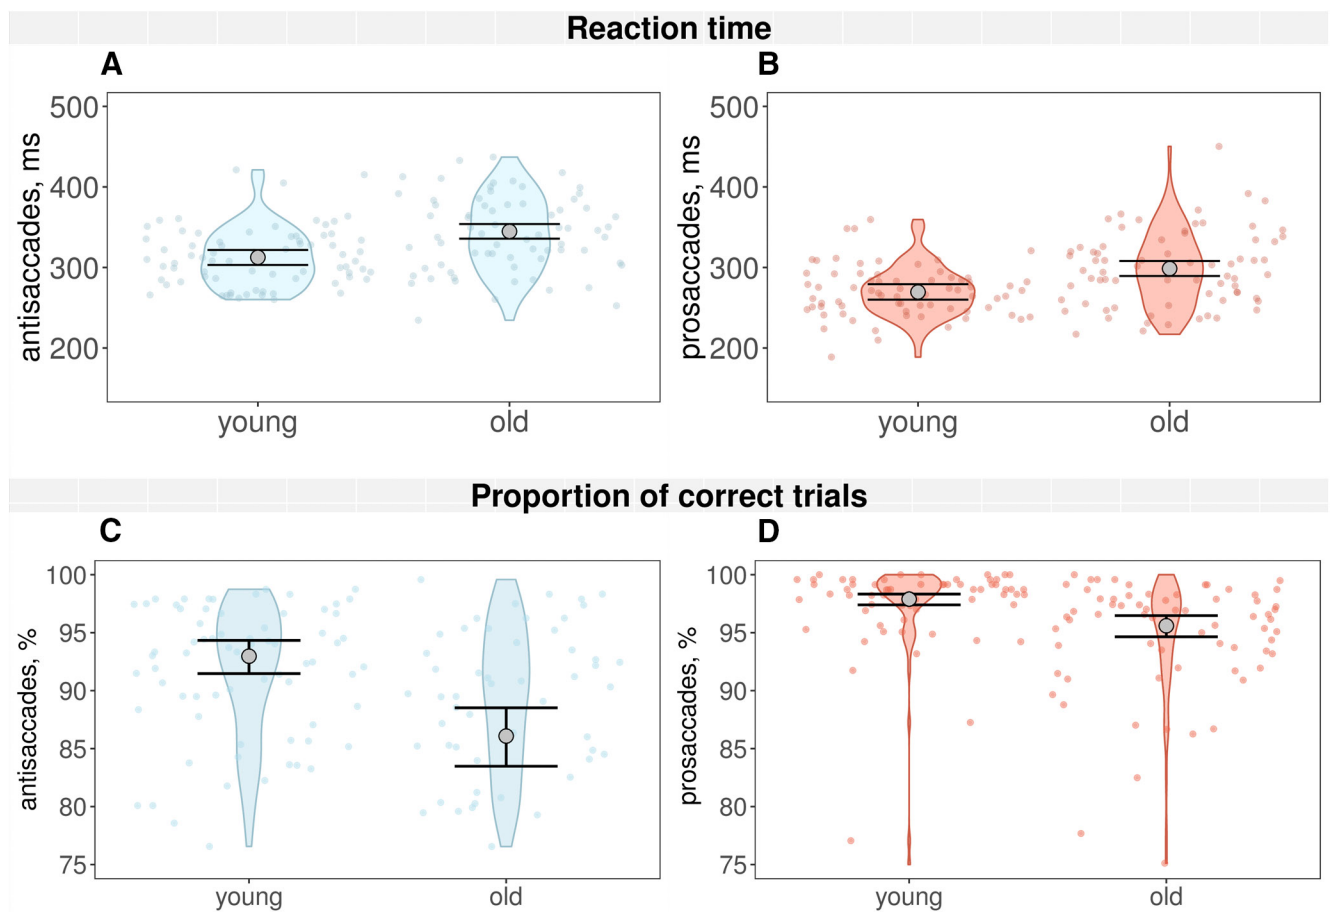 Reaction time
A
500
400
300
200
antisaccades, ms
young old
B
500
400
300
200
prosaccades, ms
young old
Proportion of correct trials
C
100
95
90
85
80
75
antisaccades, %
young old
D
100
95
90
85
80
75
prosaccades, %
young old